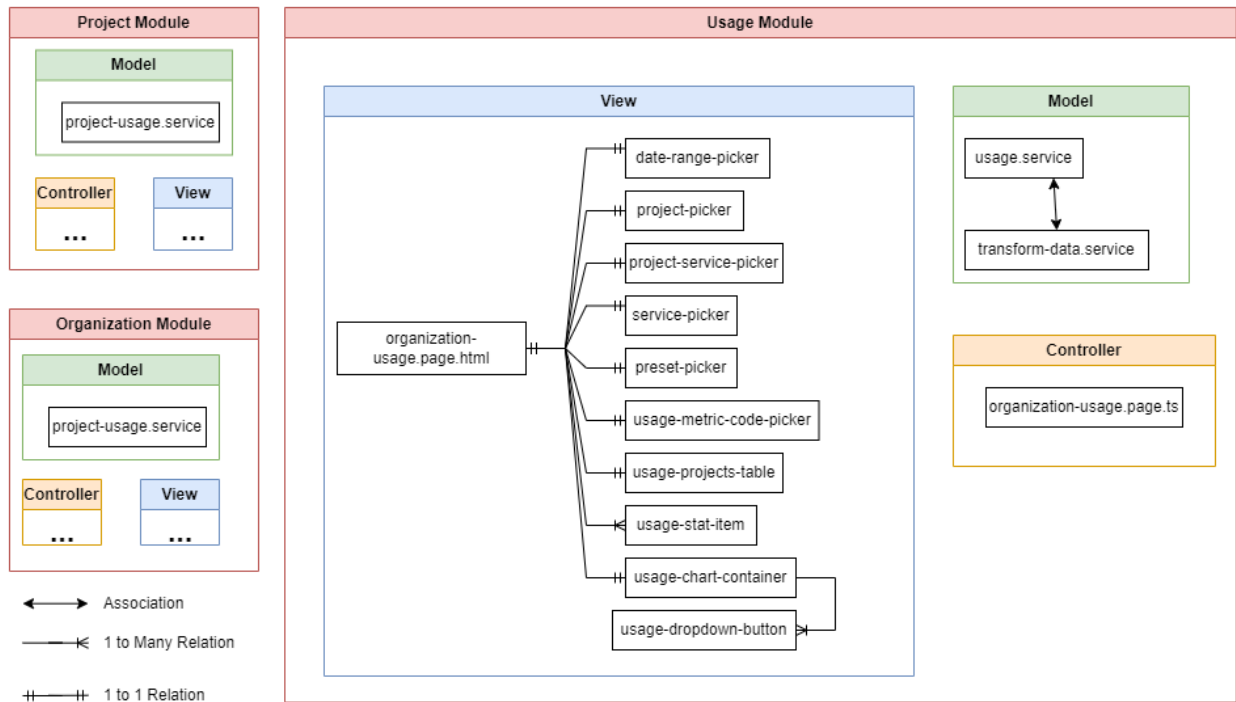 Project Module
Model
project-usage.service
Controller
...
View
...
Organization Module
Model
project-usage.service
Controller
...
View
...
Association
1 to Many Relation
1 to 1 Relation
Usage Module
View
organization-
usage.page.html
date-range-picker
project-picker
project-service-picker
service-picker
preset-picker
usage-metric-code-picker
usage-projects-table
usage-stat-item
usage-chart-container
usage-dropdown-button
Model
usage.service
transform-data.service
Controller
organization-usage.page.ts